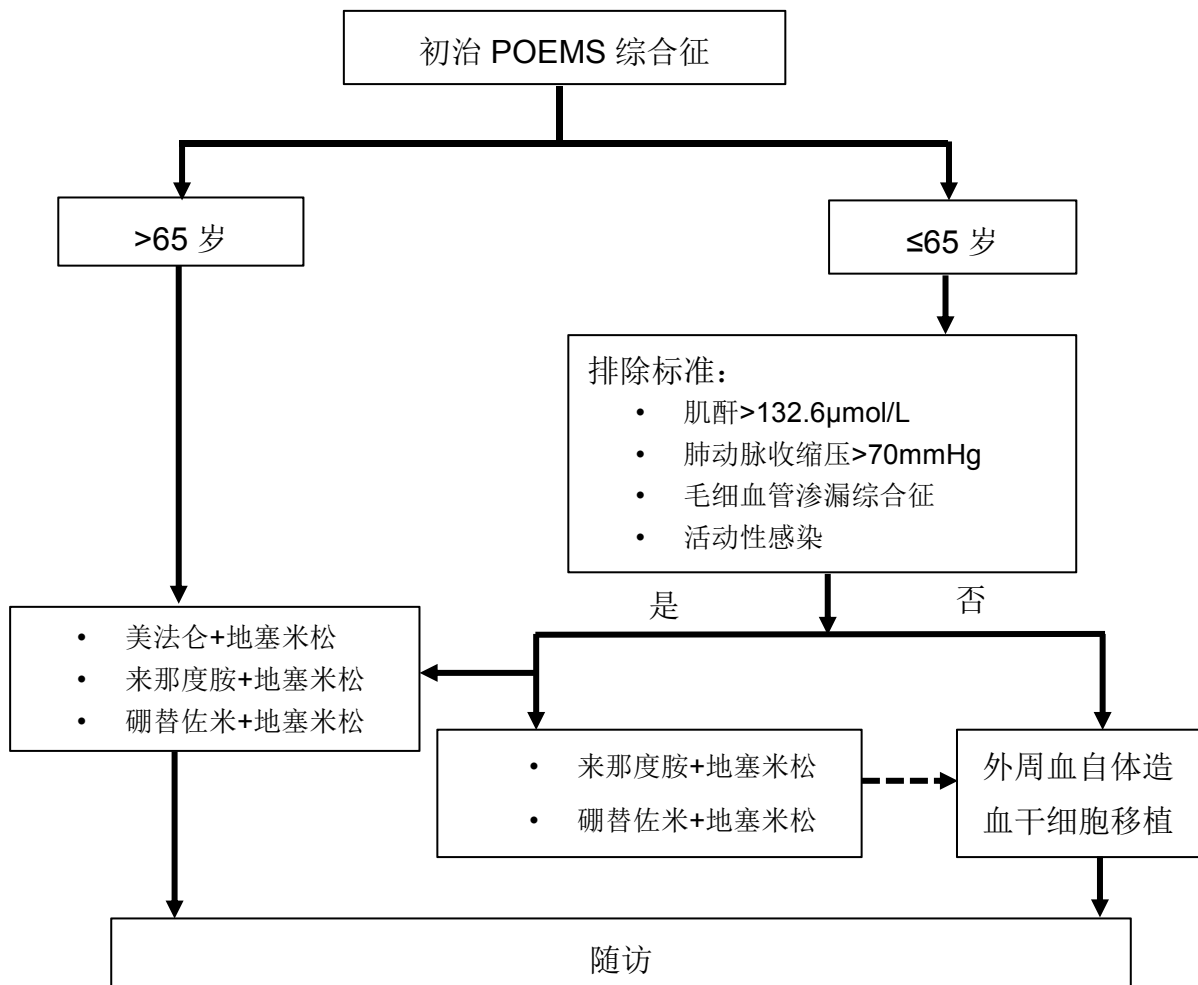 初治 POEMS 综合征
>65 岁
≤65 岁
排除标准：
• 肌酐>132.6μmol/L
• 肺动脉收缩压>70mmHg
• 毛细血管渗漏综合征
• 活动性感染
是
否
• 美法仑+地塞米松
• 来那度胺+地塞米松
• 硼替佐米+地塞米松
• 来那度胺+地塞米松
• 硼替佐米+地塞米松
外周血自体造
血干细胞移植
随访